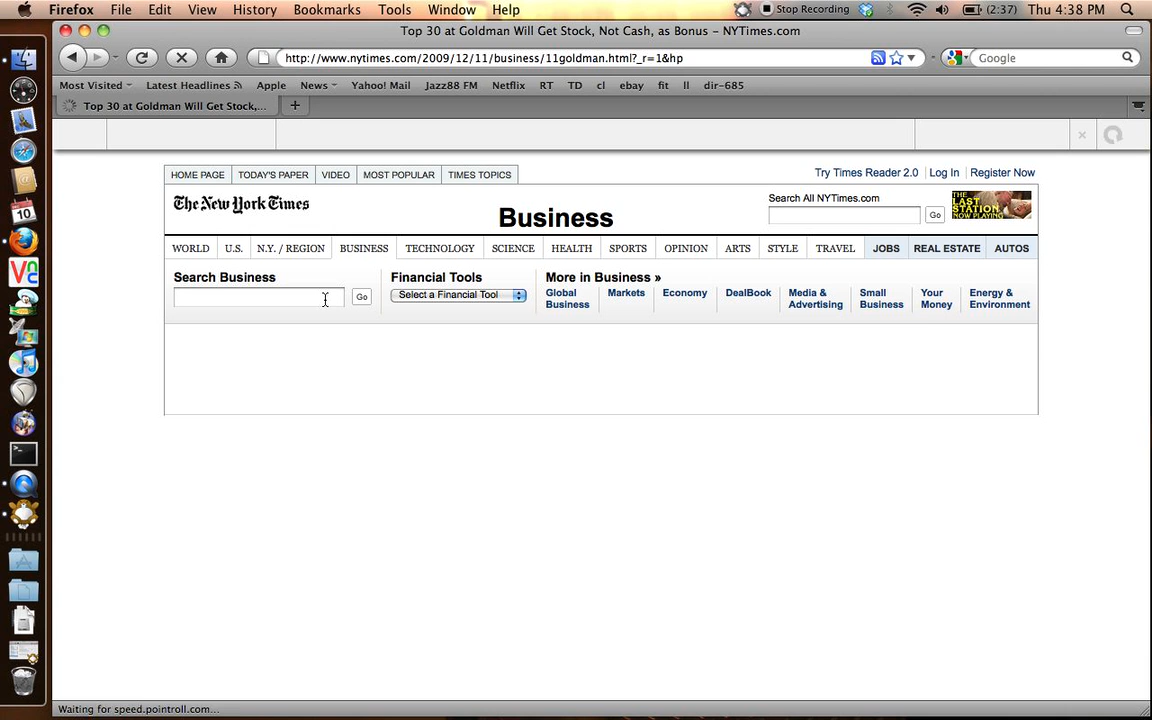 Firefox File Edit View History Bookmarks Tools Window Help Stop Recording (2:37) Thu 4:38 PM
Top 30 at Goldman Will Get Stock, Not Cash, as Bonus - NYTimes.com
http://www.nytimes.com/2009/12/11/business/11goldman.html?_r=1&hp Google
Most Visited Latest Headlines Apple News Yahoo! Mail Jazz88 FM Netflix RT TD cl ebay fit ll dir-685
Top 30 at Goldman Will Get Stock,...
HOME PAGE TODAY'S PAPER VIDEO MOST POPULAR TIMES TOPICS Try Times Reader 2.0 Log In Register Now
The New York Times
Business
Search All NYTimes.com
Go
THE LAST STATION NOW PLAYING
WORLD U.S. N.Y. / REGION BUSINESS TECHNOLOGY SCIENCE HEALTH SPORTS OPINION ARTS STYLE TRAVEL JOBS REAL ESTATE AUTOS
Search Business Financial Tools More in Business »
Go Select a Financial Tool
Global Business Markets Economy DealBook Media & Advertising Small Business Your Money Energy & Environment
DEC
10
Waiting for speed.pointroll.com...